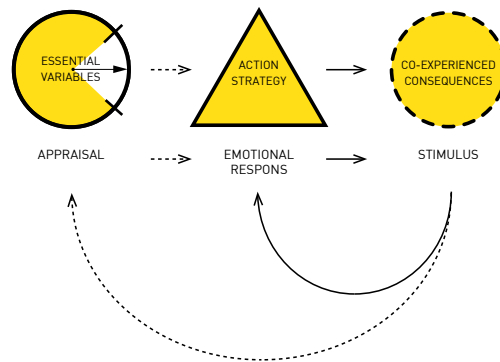 ESSENTIAL
VARIABLES
ACTION
STRATEGY
CO-EXPERIENCED
CONSEQUENCES
APPRAISAL
EMOTIONAL
RESPONS
STIMULUS